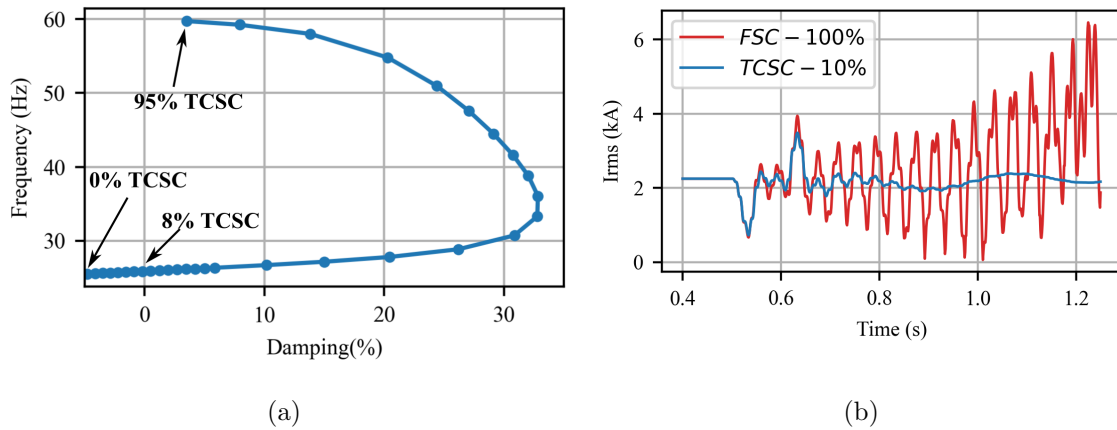 60
50
40
30
Frequency (Hz)
95% TCSC
0% TCSC
8% TCSC
0
10
20
30
Damping(%)
(a)
6
4
2
0
Irms (kA)
FSC − 100%
TCSC − 10%
0.4
0.6
0.8
1.0
1.2
Time (s)
(b)